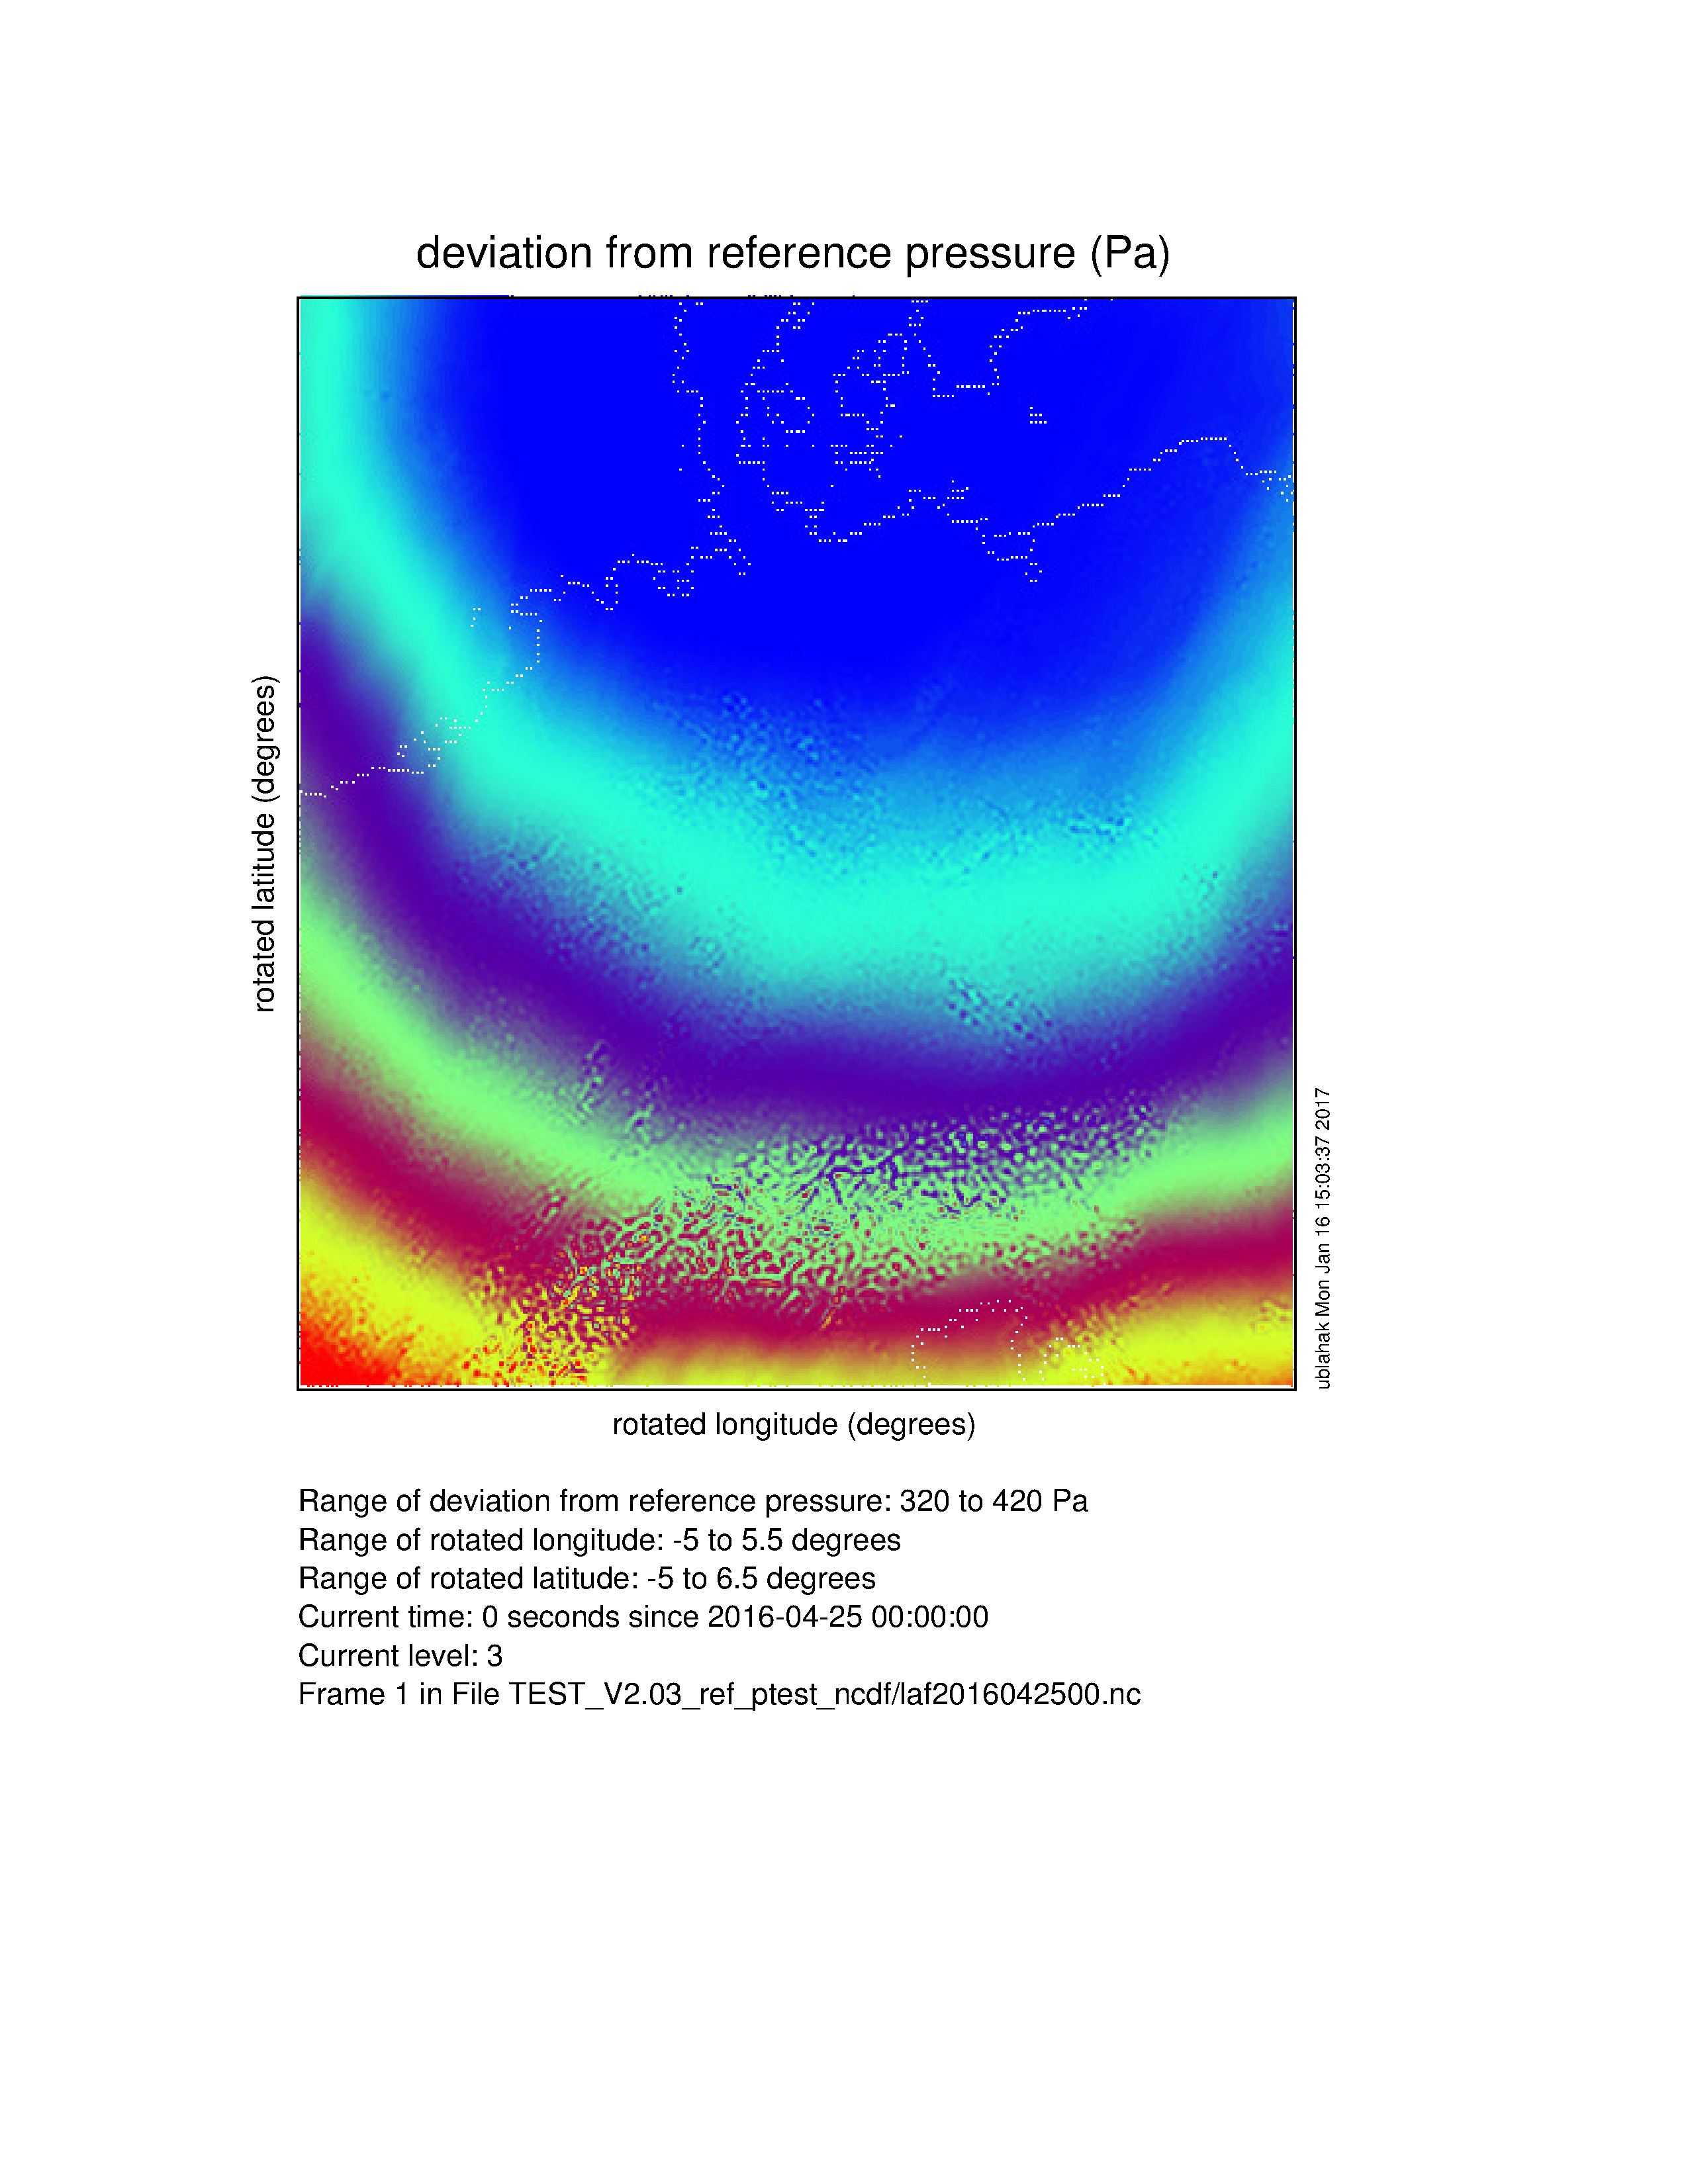 deviation from reference pressure (Pa)
rotated latitude (degrees)
ublahak Mon Jan 16 15:03:37 2017
rotated longitude (degrees)
Range of deviation from reference pressure: 320 to 420 Pa
Range of rotated longitude: -5 to 5.5 degrees
Range of rotated latitude: -5 to 6.5 degrees
Current time: 0 seconds since 2016-04-25 00:00:00
Current level: 3
Frame 1 in File TEST_V2.03_ref_ptest_ncdf/laf2016042500.nc